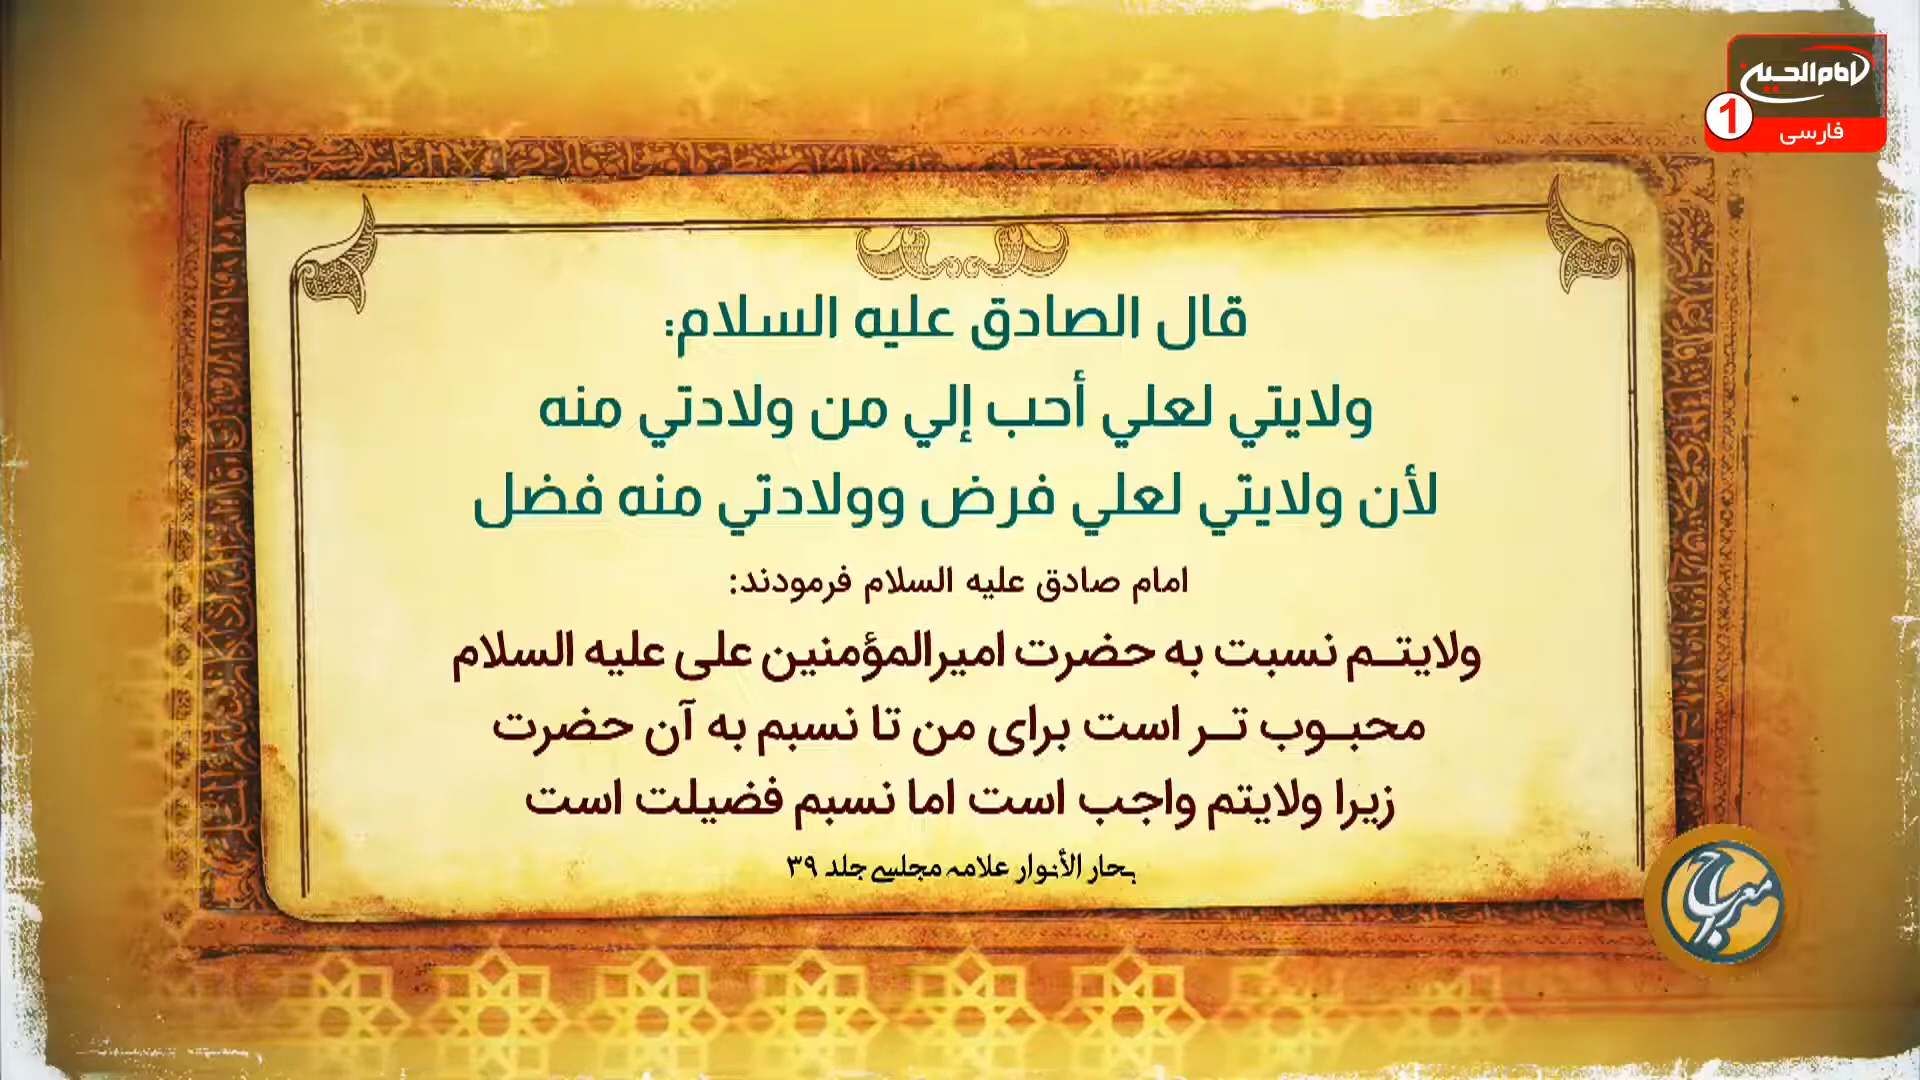 امام الحسین
1
فارسی
قال الصادق عليه السلام:
ولايتي لعلي أحب إلي من ولادتي منه
لأن ولايتي لعلي فرض وولادتي منه فضل
امام صادق علیه السلام فرمودند:
ولایتـم نسبت به حضرت امیرالمؤمنین علی علیه السلام
محبـوب تـر است برای من تا نسبم به آن حضرت
زیرا ولایتم واجب است اما نسبم فضیلت است
بحار الأنوار علامه مجلسی جلد ۳۹
معراج